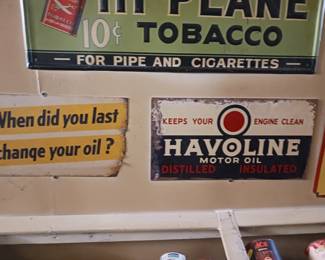 HI-PLANE
10¢ TOBACCO
FOR PIPE AND CIGARETTES
When did you last
change your oil?
KEEPS YOUR ENGINE CLEAN
HAVOLINE
MOTOR OIL
DISTILLED INSULATED